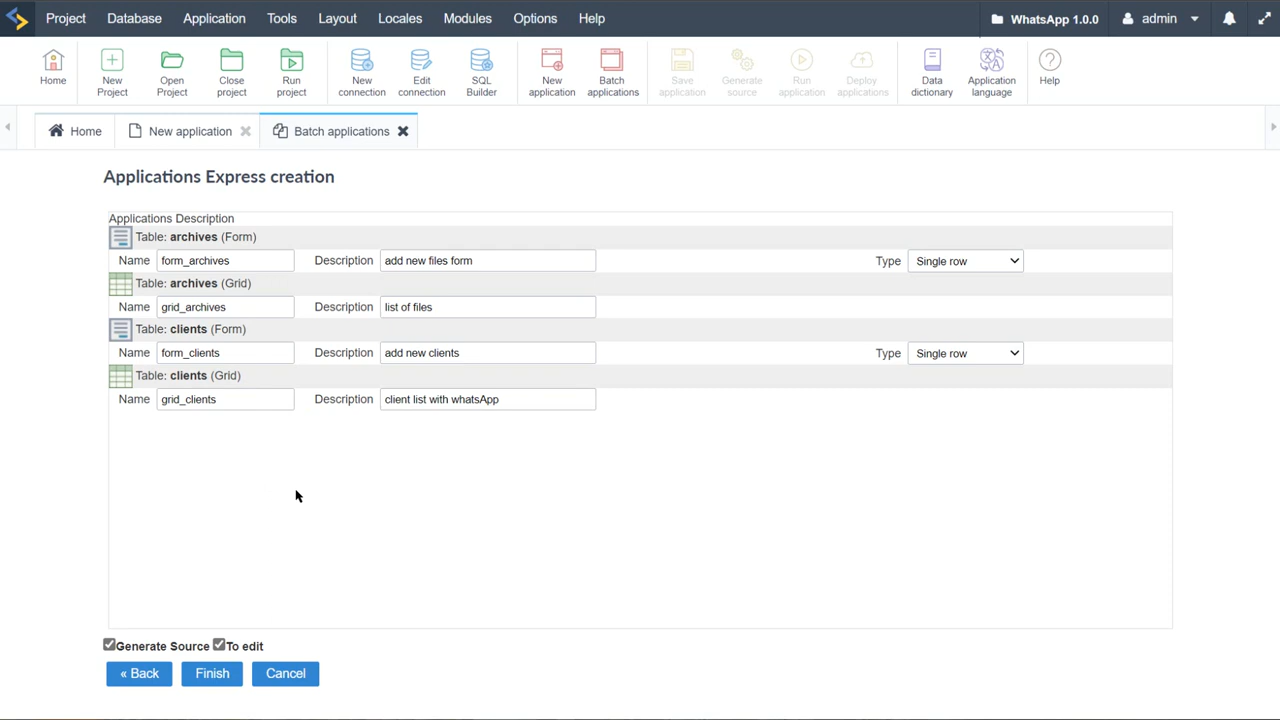 Project Database Application Tools Layout Locales Modules Options Help WhatsApp 1.0.0 admin
Home New Project Open Project Close project Run project New connection Edit connection SQL Builder New application Batch applications Save application Generate source Run application Deploy applications Data dictionary Application language Help
Home New application Batch applications
Applications Express creation
Applications Description
Table: archives (Form)
Name form_archives Description add new files form Type Single row
Table: archives (Grid)
Name grid_archives Description list of files
Table: clients (Form)
Name form_clients Description add new clients Type Single row
Table: clients (Grid)
Name grid_clients Description client list with whatsApp
Generate Source To edit
« Back Finish Cancel